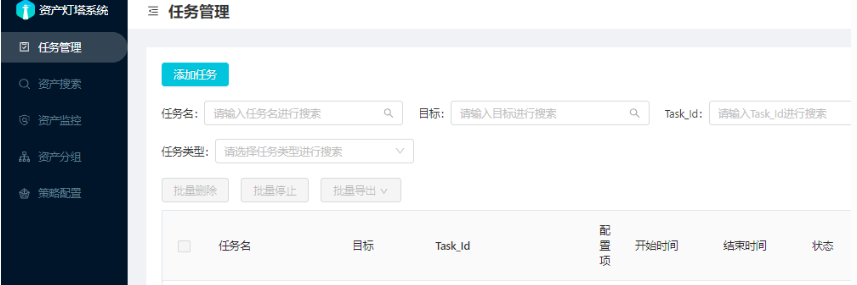 资产灯塔系统
任务管理
资产搜索
资产监控
资产分组
策略配置
任务管理
添加任务
任务名: 请输入任务名进行搜索 目标: 请输入目标进行搜索 Task_Id: 请输入Task_Id进行搜索
任务类型: 请选择任务类型进行搜索
批量删除 批量停止 批量导出
任务名 目标 Task_Id 配置项 开始时间 结束时间 状态